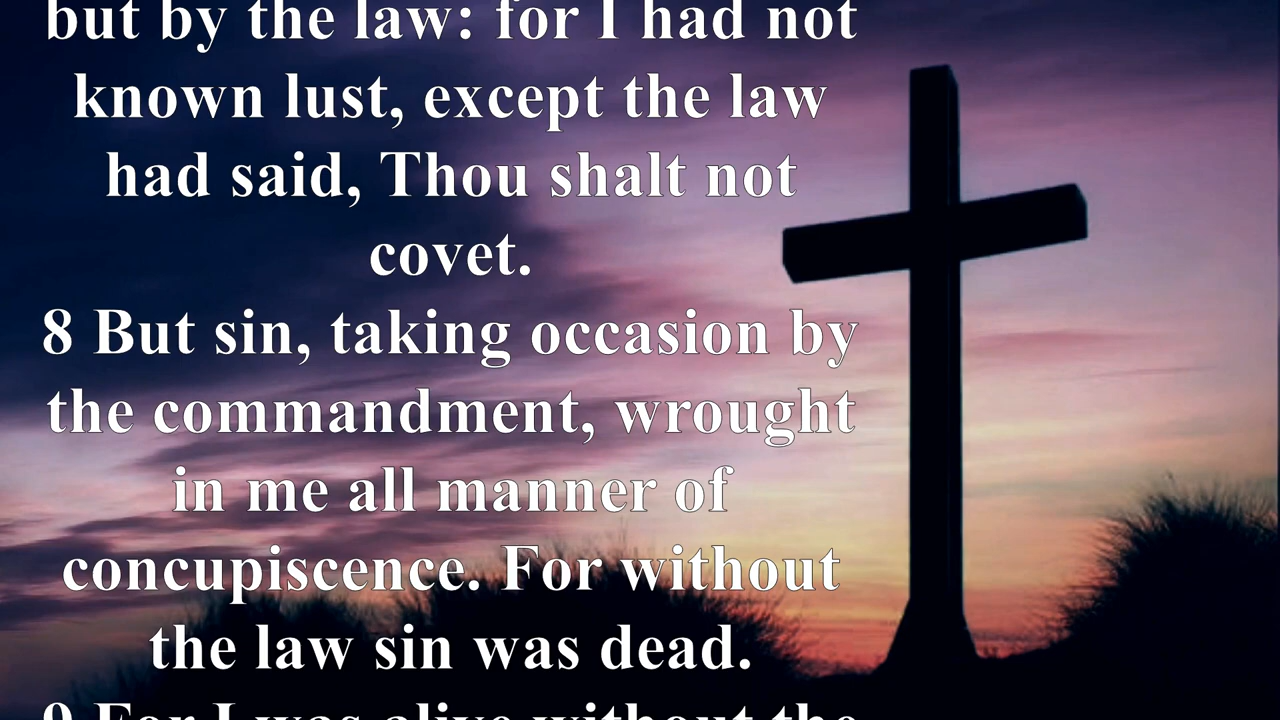 but by the law: for I had not
known lust, except the law
had said, Thou shalt not
covet.
8 But sin, taking occasion by
the commandment, wrought
in me all manner of
concupiscence. For without
the law sin was dead.
9 For I was alive without the